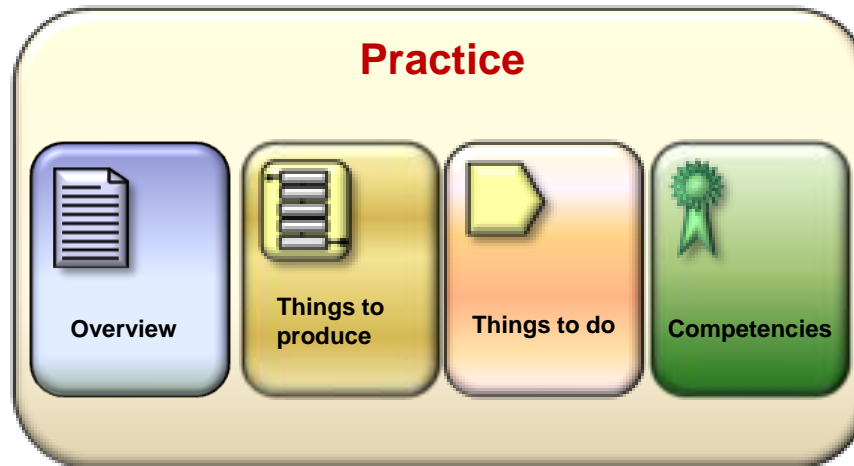 Practice
Overview
Things to
produce
Things to do
Competencies